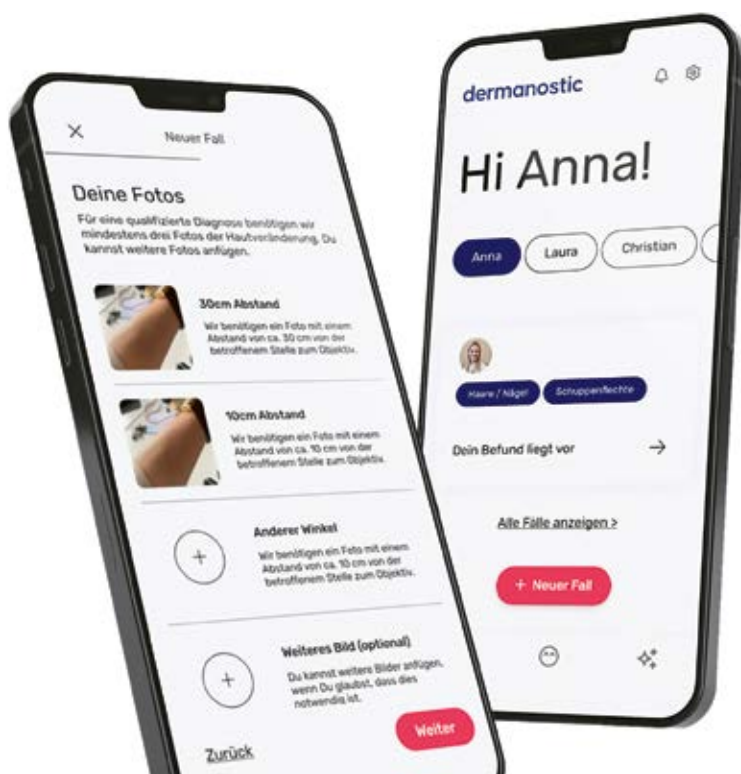 Neuer Fall
Deine Fotos
Für eine qualifizierte Diagnose benötigen wir
mindestens drei Fotos der Hautveränderung. Du
kannst weitere Fotos anfügen.
30cm Abstand
Wir benötigen ein Foto mit einem
Abstand von ca. 30 cm von der
betroffenem Stelle zum Objektiv.
10cm Abstand
Wir benötigen ein Foto mit einem
Abstand von ca. 10 cm von der
betroffenem Stelle zum Objektiv.
Anderer Winkel
Wir benötigen ein Foto mit einem
Abstand von ca. 10 cm von der
betroffenem Stelle zum Objektiv.
Weiteres Bild (optional)
Du kannst weitere Bilder anfügen,
wenn Du glaubst, dass dies
notwendig ist.
Zurück
Weiter
dermanostic
Hi Anna!
Anna
Laura
Christian
Haare / Nägel
Schuppenflechte
Dein Befund liegt vor
Alle Fälle anzeigen >
+ Neuer Fall